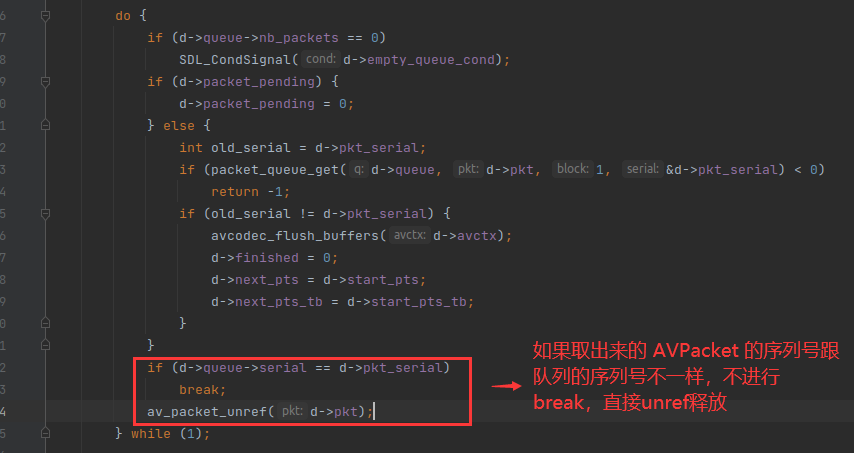 6 do {
7 if (d->queue->nb_packets == 0)
8 SDL_CondSignal( cond: d->empty_queue_cond);
9 if (d->packet_pending) {
0 d->packet_pending = 0;
1 } else {
2 int old_serial = d->pkt_serial;
3 if (packet_queue_get( q: d->queue, pkt: d->pkt, block: 1, serial: &d->pkt_serial) < 0)
4 return -1;
5 if (old_serial != d->pkt_serial) {
6 avcodec_flush_buffers( avctx: d->avctx);
7 d->finished = 0;
8 d->next_pts = d->start_pts;
9 d->next_pts_tb = d->start_pts_tb;
0 }
1 }
2 if (d->queue->serial == d->pkt_serial)
3 break;
4 av_packet_unref( pkt: d->pkt);
5 } while (1);
如果取出来的 AVPacket 的序列号跟
队列的序列号不一样，不进行
break，直接unref释放